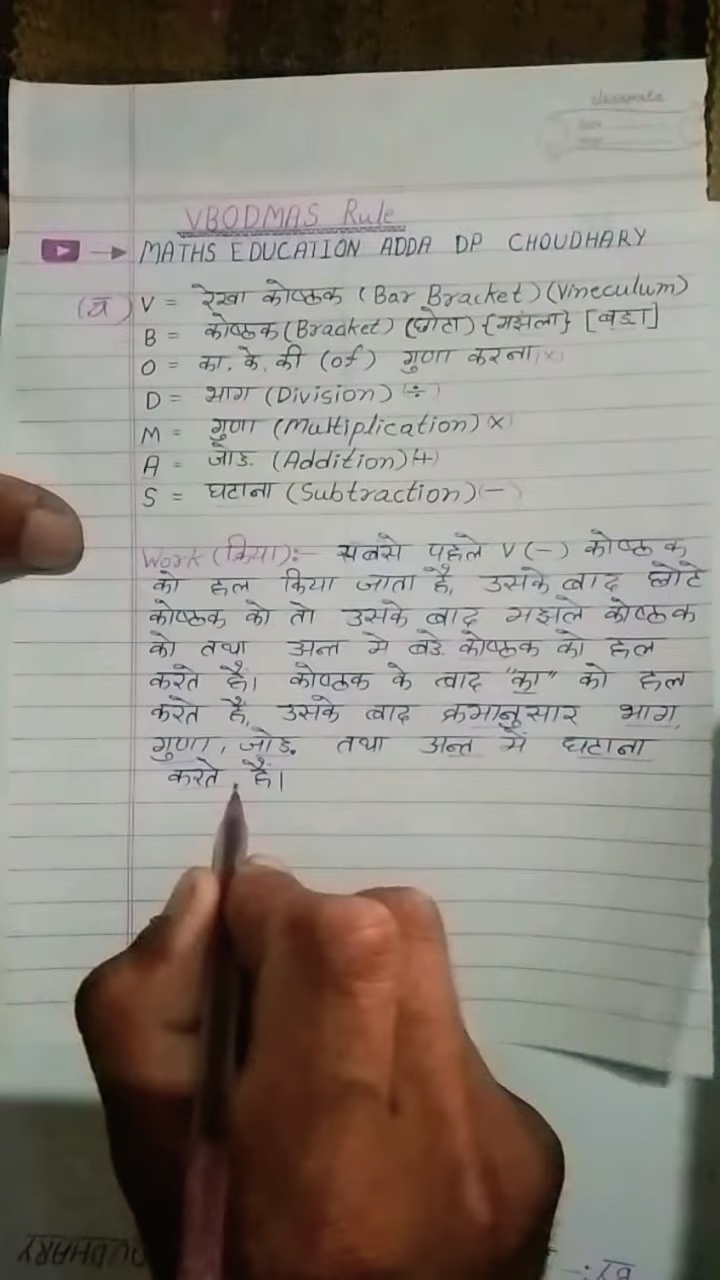 classmate
VBODMAS Rule
→ MATHS EDUCATION ADDA DP CHOUDHARY
(व) V = रेखा कोष्ठक (Bar Bracket) (Vineculum)
B = कोष्ठक (Bracket) (छोटा) {मझला} [बड़ा]
O = का. के. की (of) गुणा करना (×)
D = भाग (Division) (÷)
M = गुणा (Multiplication) (×)
A = जोड. (Addition) (+)
S = घटाना (Subtraction) (-)
Work (क्रिया):- सबसे पहले V (-) कोष्ठक
को हल किया जाता है, उसके बाद छोटे
कोष्ठक को तो उसके बाद मझले कोष्ठक
को तथा अन्त मे बडे. कोष्ठक को हल
करते हैं। कोष्ठक के बाद "का" को हल
करते है, उसके बाद क्रमानुसार भाग,
गुणा, जोड. तथा अन्त में घटाना
करते हैं।